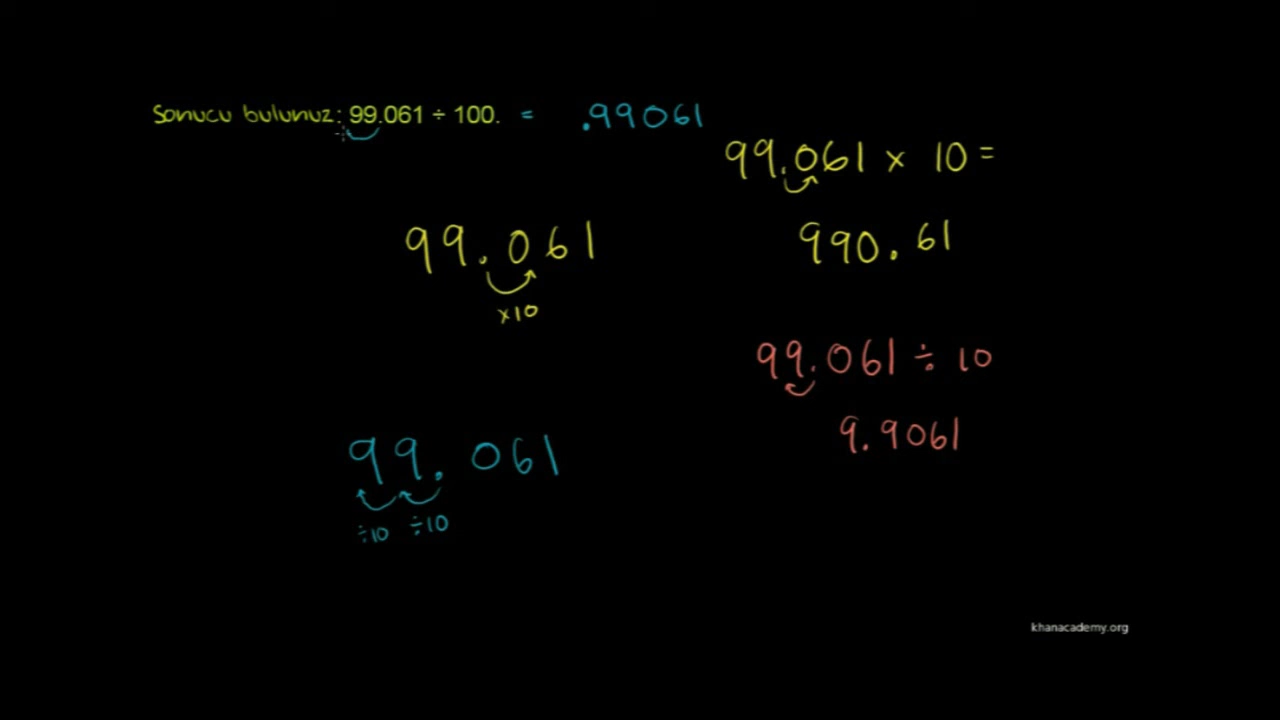 Sonucu bulunuz: 99.061 ÷ 100. = .99061
99.061 x 10 =
99.061
990.61
x10
99.061 ÷ 10
9.9061
99.061
÷10 ÷10
khanacademy.org